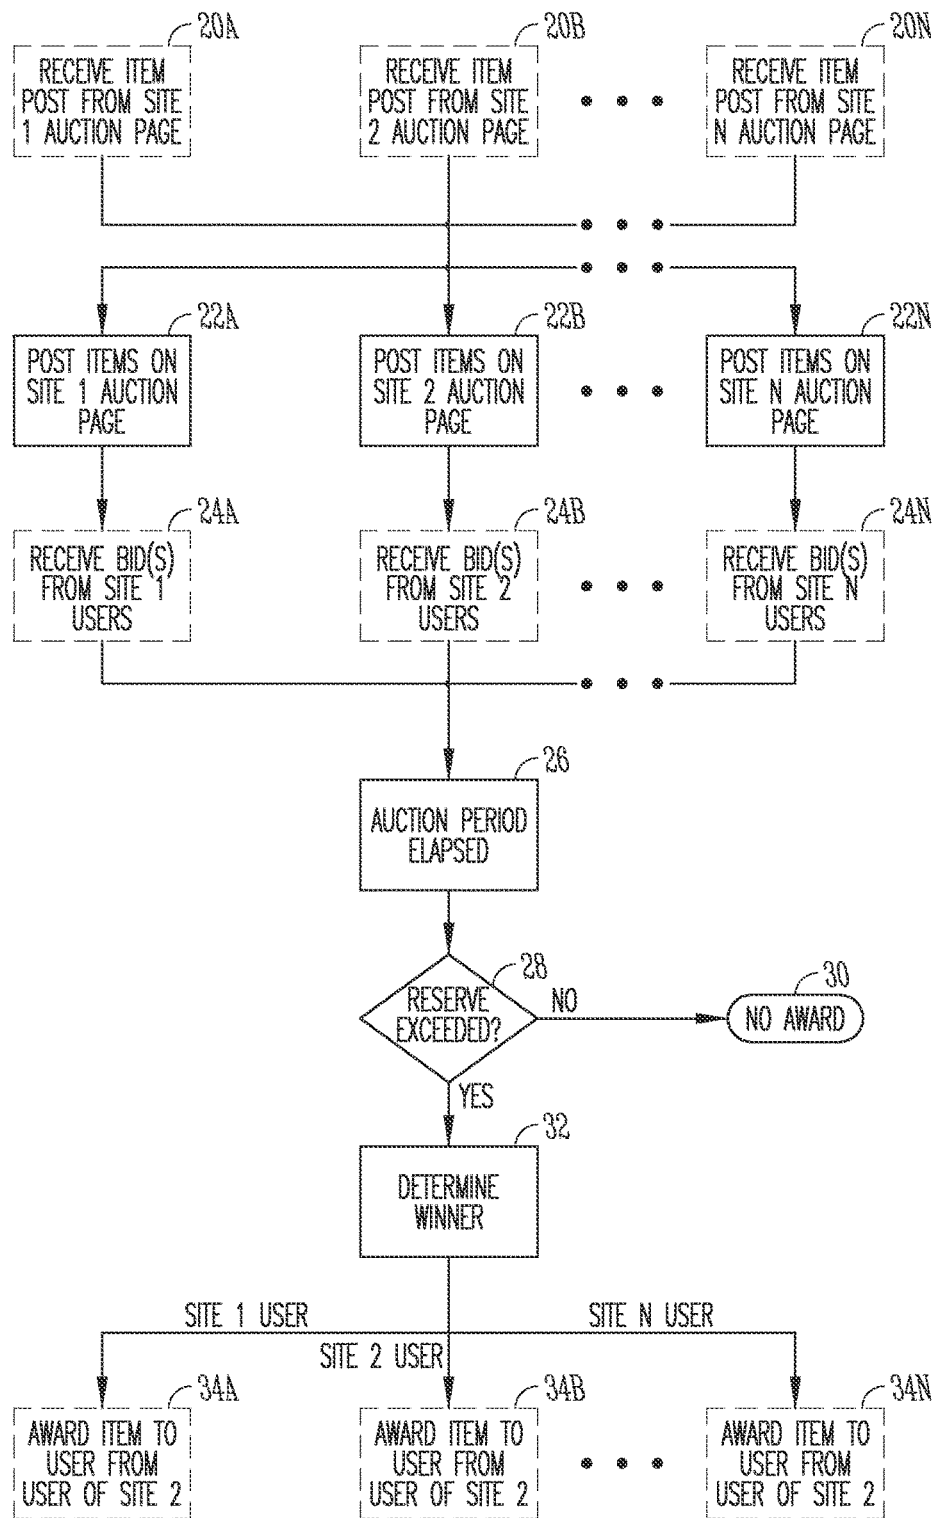 20A
RECEIVE ITEM
POST FROM SITE
1 AUCTION PAGE
20B
RECEIVE ITEM
POST FROM SITE
2 AUCTION PAGE
20N
RECEIVE ITEM
POST FROM SITE
N AUCTION PAGE
22A
POST ITEMS ON
SITE 1 AUCTION
PAGE
22B
POST ITEMS ON
SITE 2 AUCTION
PAGE
22N
POST ITEMS ON
SITE N AUCTION
PAGE
24A
RECEIVE BID(S)
FROM SITE 1
USERS
24B
RECEIVE BID(S)
FROM SITE 2
USERS
24N
RECEIVE BID(S)
FROM SITE N
USERS
26
AUCTION PERIOD
ELAPSED
28
RESERVE
EXCEEDED?
NO
30
NO AWARD
YES
32
DETERMINE
WINNER
SITE 1 USER
SITE 2 USER
SITE N USER
34A
AWARD ITEM TO
USER FROM
USER OF SITE 2
34B
AWARD ITEM TO
USER FROM
USER OF SITE 2
34N
AWARD ITEM TO
USER FROM
USER OF SITE 2